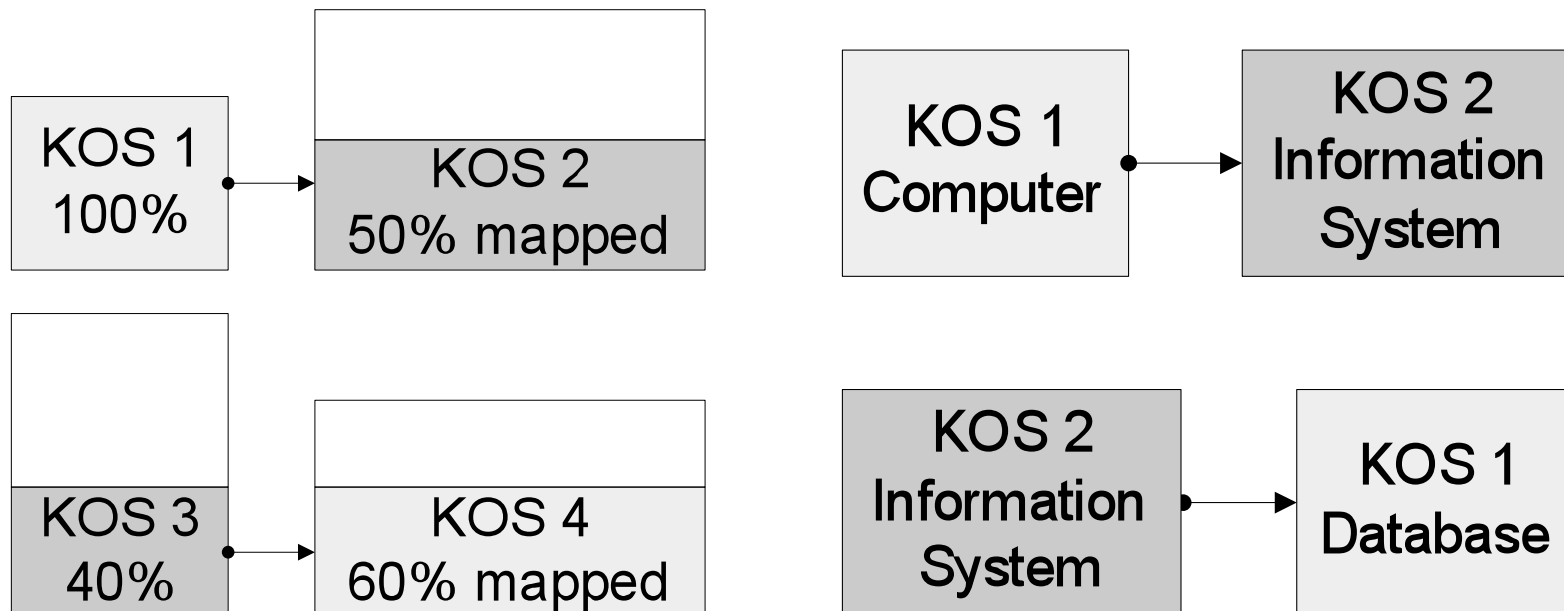 KOS 1
100%
KOS 2
50% mapped
KOS 3
40%
KOS 4
60% mapped
KOS 1
Computer
KOS 2
Information
System
KOS 2
Information
System
KOS 1
Database